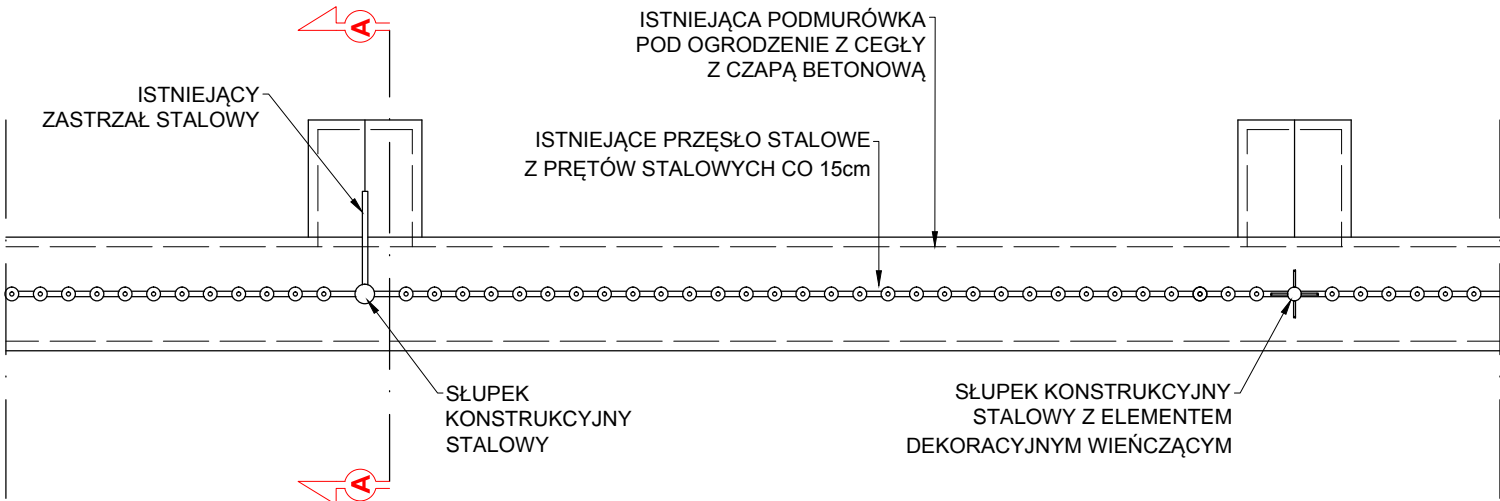 A
ISTNIEJĄCA PODMURÓWKA
POD OGRODZENIE Z CEGŁY
Z CZAPĄ BETONOWĄ
ISTNIEJĄCY
ZASTRZAŁ STALOWY
ISTNIEJĄCE PRZĘSŁO STALOWE
Z PRĘTÓW STALOWYCH CO 15cm
SŁUPEK
KONSTRUKCYJNY
STALOWY
SŁUPEK KONSTRUKCYJNY
STALOWY Z ELEMENTEM
DEKORACYJNYM WIEŃCZĄCYM
A